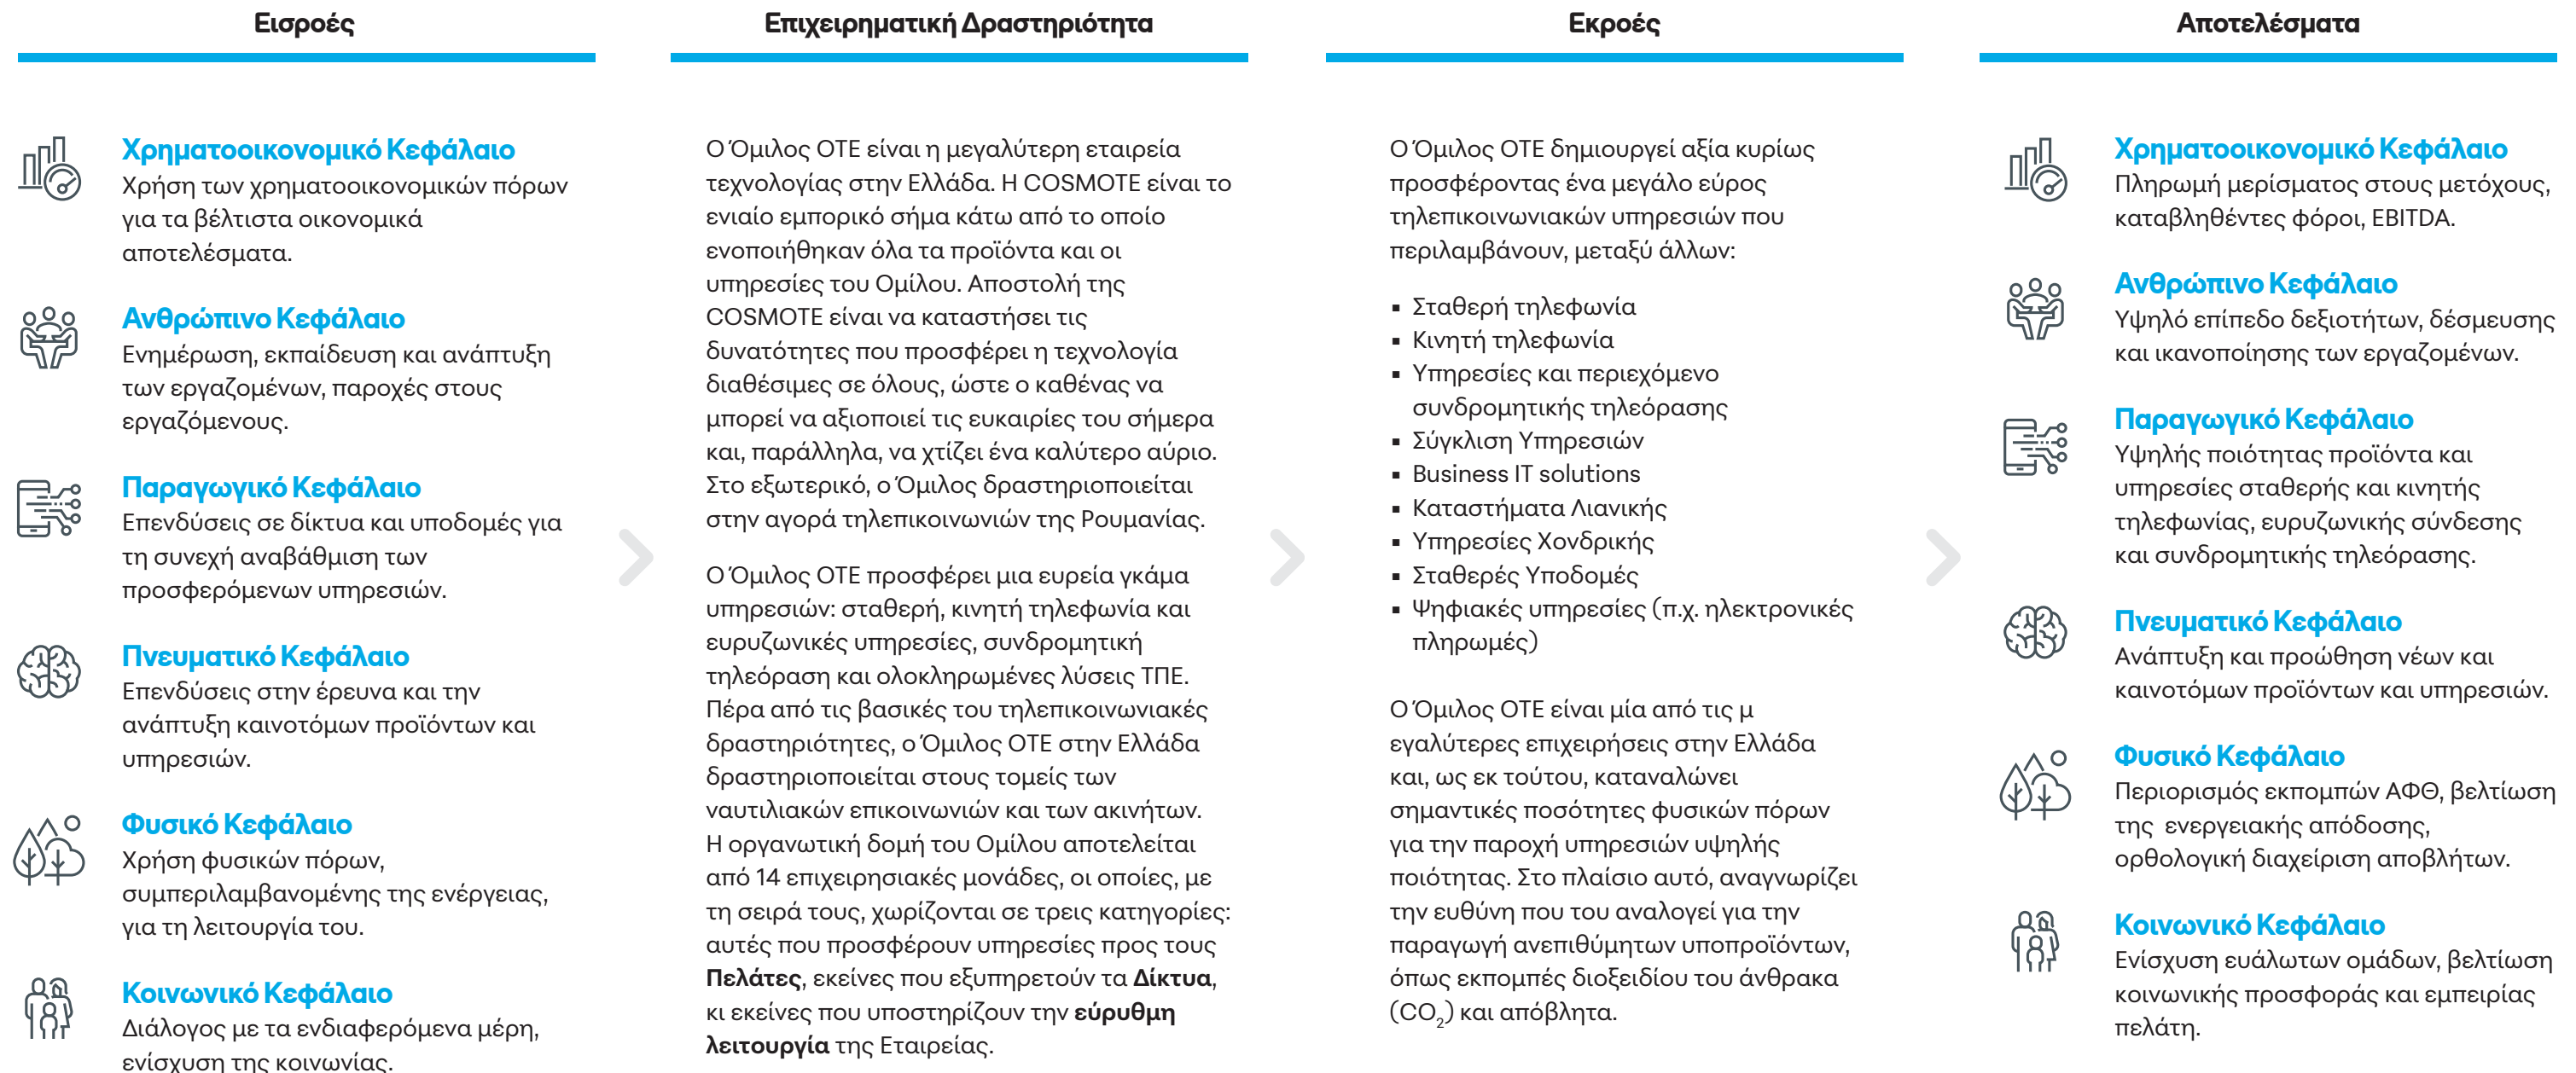 Εισροές
Χρηματοοικονομικό Κεφάλαιο
Χρήση των χρηματοοικονομικών πόρων
για τα βέλτιστα οικονομικά
αποτελέσματα.
Ανθρώπινο Κεφάλαιο
Ενημέρωση, εκπαίδευση και ανάπτυξη
των εργαζομένων, παροχές στους
εργαζόμενους.
Παραγωγικό Κεφάλαιο
Επενδύσεις σε δίκτυα και υποδομές για
τη συνεχή αναβάθμιση των
προσφερόμενων υπηρεσιών.
Πνευματικό Κεφάλαιο
Επενδύσεις στην έρευνα και την
ανάπτυξη καινοτόμων προϊόντων και
υπηρεσιών.
Φυσικό Κεφάλαιο
Χρήση φυσικών πόρων,
συμπεριλαμβανομένης της ενέργειας,
για τη λειτουργία του.
Κοινωνικό Κεφάλαιο
Διάλογος με τα ενδιαφερόμενα μέρη,
ενίσχυση της κοινωνίας.
Επιχειρηματική Δραστηριότητα
Ο Όμιλος ΟΤΕ είναι η μεγαλύτερη εταιρεία
τεχνολογίας στην Ελλάδα. Η COSMOTE είναι το
ενιαίο εμπορικό σήμα κάτω από το οποίο
ενοποιήθηκαν όλα τα προϊόντα και οι
υπηρεσίες του Ομίλου. Αποστολή της
COSMOTE είναι να καταστήσει τις
δυνατότητες που προσφέρει η τεχνολογία
διαθέσιμες σε όλους, ώστε ο καθένας να
μπορεί να αξιοποιεί τις ευκαιρίες του σήμερα
και, παράλληλα, να χτίζει ένα καλύτερο αύριο.
Στο εξωτερικό, ο Όμιλος δραστηριοποιείται
στην αγορά τηλεπικοινωνιών της Ρουμανίας.
Ο Όμιλος ΟΤΕ προσφέρει μια ευρεία γκάμα
υπηρεσιών: σταθερή, κινητή τηλεφωνία και
ευρυζωνικές υπηρεσίες, συνδρομητική
τηλεόραση και ολοκληρωμένες λύσεις ΤΠΕ.
Πέρα από τις βασικές του τηλεπικοινωνιακές
δραστηριότητες, ο Όμιλος ΟΤΕ στην Ελλάδα
δραστηριοποιείται στους τομείς των
ναυτιλιακών επικοινωνιών και των ακινήτων.
Η οργανωτική δομή του Ομίλου αποτελείται
από 14 επιχειρησιακές μονάδες, οι οποίες, με
τη σειρά τους, χωρίζονται σε τρεις κατηγορίες:
αυτές που προσφέρουν υπηρεσίες προς τους
Πελάτες, εκείνες που εξυπηρετούν τα Δίκτυα,
κι εκείνες που υποστηρίζουν την εύρυθμη
λειτουργία της Εταιρείας.
Εκροές
Ο Όμιλος ΟΤΕ δημιουργεί αξία κυρίως
προσφέροντας ένα μεγάλο εύρος
τηλεπικοινωνιακών υπηρεσιών που
περιλαμβάνουν, μεταξύ άλλων:
▪ Σταθερή τηλεφωνία
▪ Κινητή τηλεφωνία
▪ Υπηρεσίες και περιεχόμενο
συνδρομητικής τηλεόρασης
▪ Σύγκλιση Υπηρεσιών
▪ Business IT solutions
▪ Καταστήματα Λιανικής
▪ Υπηρεσίες Χονδρικής
▪ Σταθερές Υποδομές
▪ Ψηφιακές υπηρεσίες (π.χ. ηλεκτρονικές
πληρωμές)
Ο Όμιλος ΟΤΕ είναι μία από τις μ
εγαλύτερες επιχειρήσεις στην Ελλάδα
και, ως εκ τούτου, καταναλώνει
σημαντικές ποσότητες φυσικών πόρων
για την παροχή υπηρεσιών υψηλής
ποιότητας. Στο πλαίσιο αυτό, αναγνωρίζει
την ευθύνη που του αναλογεί για την
παραγωγή ανεπιθύμητων υποπροϊόντων,
όπως εκπομπές διοξειδίου του άνθρακα
(CO₂) και απόβλητα.
Αποτελέσματα
Χρηματοοικονομικό Κεφάλαιο
Πληρωμή μερίσματος στους μετόχους,
καταβληθέντες φόροι, EBITDA.
Ανθρώπινο Κεφάλαιο
Υψηλό επίπεδο δεξιοτήτων, δέσμευσης
και ικανοποίησης των εργαζομένων.
Παραγωγικό Κεφάλαιο
Υψηλής ποιότητας προϊόντα και
υπηρεσίες σταθερής και κινητής
τηλεφωνίας, ευρυζωνικής σύνδεσης
και συνδρομητικής τηλεόρασης.
Πνευματικό Κεφάλαιο
Ανάπτυξη και προώθηση νέων και
καινοτόμων προϊόντων και υπηρεσιών.
Φυσικό Κεφάλαιο
Περιορισμός εκπομπών ΑΦΘ, βελτίωση
της ενεργειακής απόδοσης,
ορθολογική διαχείριση αποβλήτων.
Κοινωνικό Κεφάλαιο
Ενίσχυση ευάλωτων ομάδων, βελτίωση
κοινωνικής προσφοράς και εμπειρίας
πελάτη.